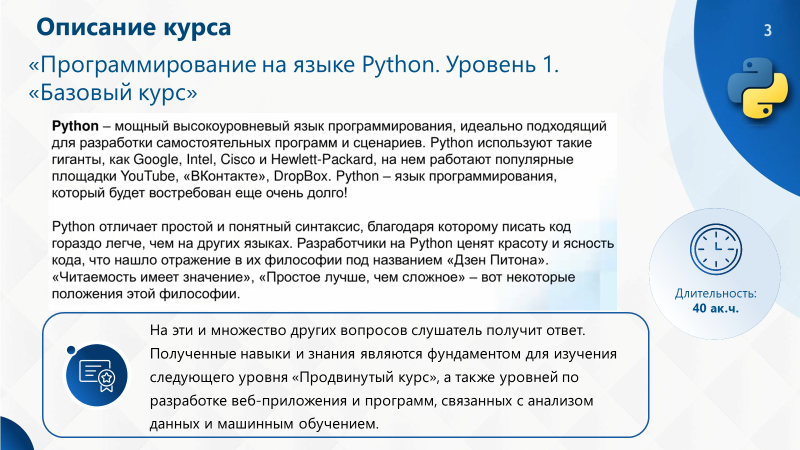 Описание курса
3
«Программирование на языке Python. Уровень 1.
«Базовый курс»
Python – мощный высокоуровневый язык программирования, идеально подходящий
для разработки самостоятельных программ и сценариев. Python используют такие
гиганты, как Google, Intel, Cisco и Hewlett-Packard, на нем работают популярные
площадки YouTube, «ВКонтакте», DropBox. Python – язык программирования,
который будет востребован еще очень долго!
Python отличает простой и понятный синтаксис, благодаря которому писать код
гораздо легче, чем на других языках. Разработчики на Python ценят красоту и ясность
кода, что нашло отражение в их философии под названием «Дзен Питона».
«Читаемость имеет значение», «Простое лучше, чем сложное» – вот некоторые
положения этой философии.
Длительность:
40 ак.ч.
На эти и множество других вопросов слушатель получит ответ.
Полученные навыки и знания являются фундаментом для изучения
следующего уровня «Продвинутый курс», а также уровней по
разработке веб-приложения и программ, связанных с анализом
данных и машинным обучением.